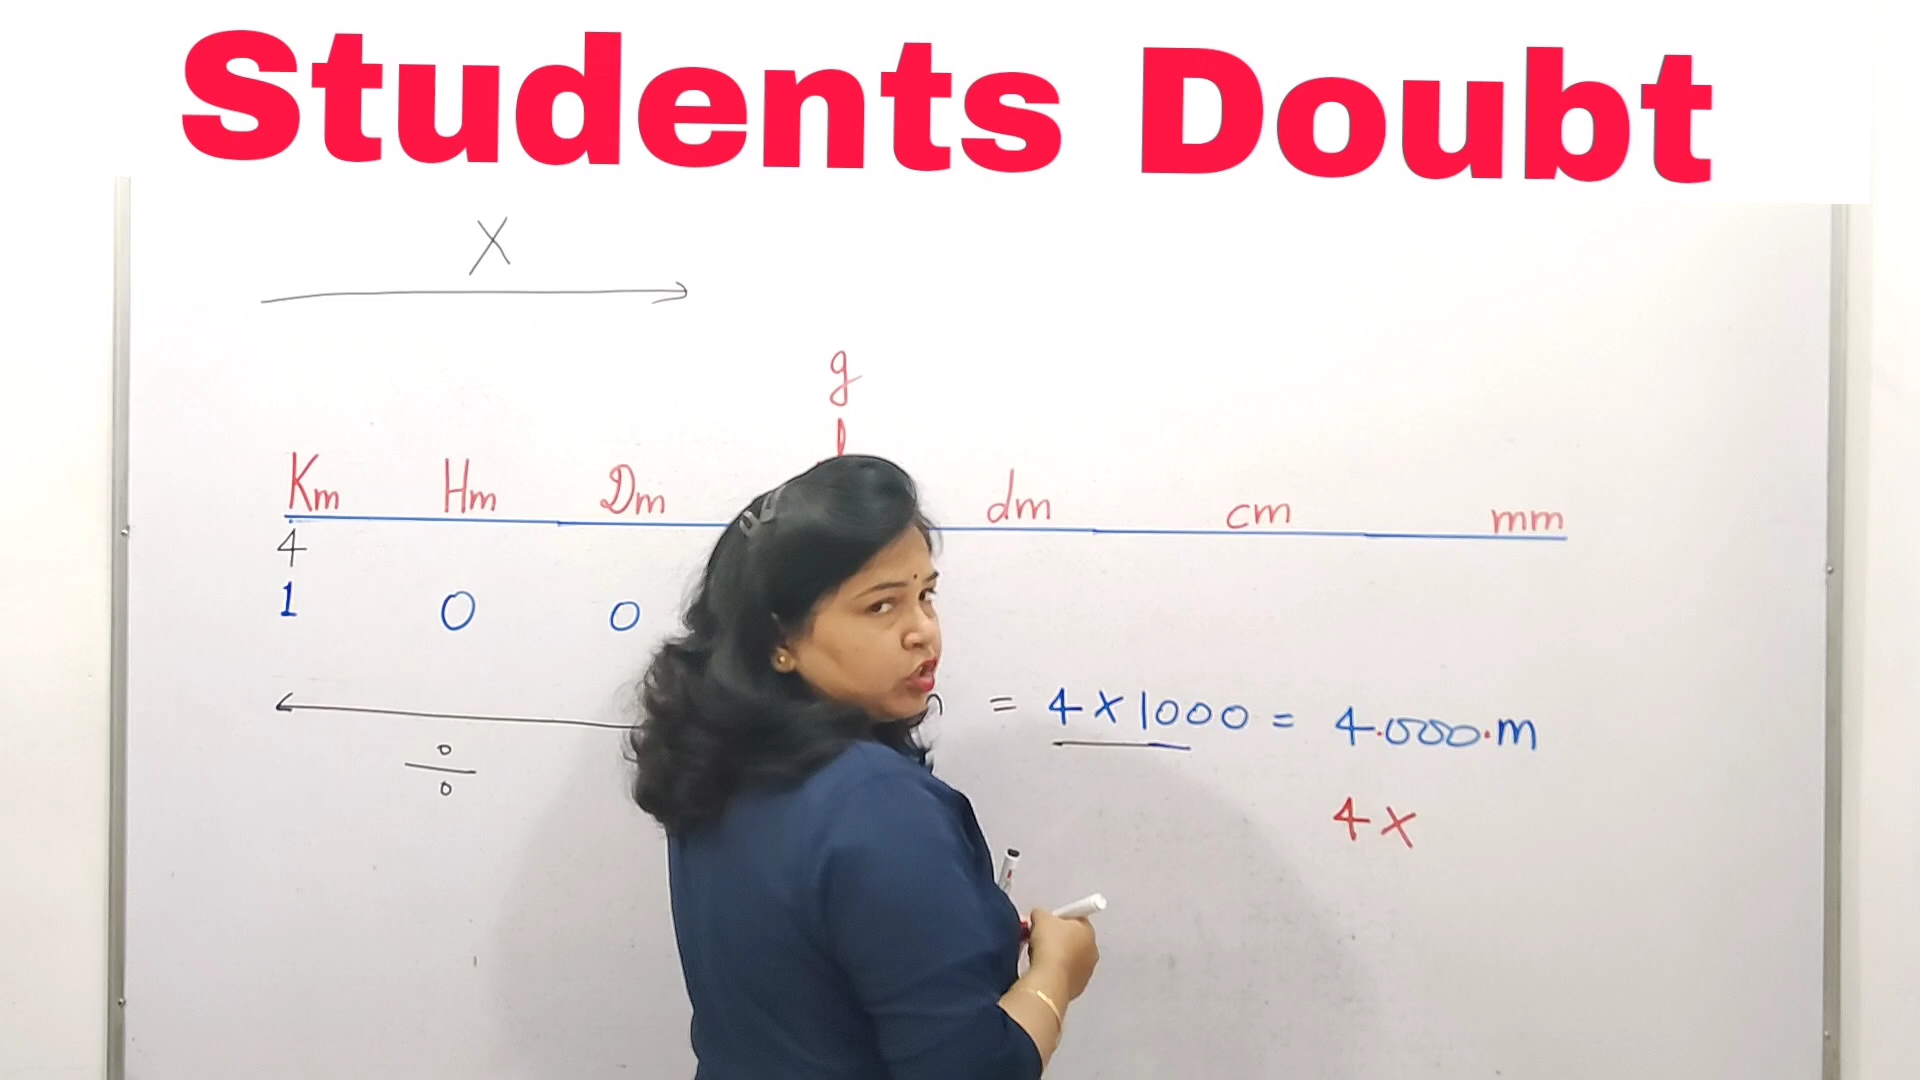 Students Doubt
X
g
l
Km Hm Dm dm cm mm
4
1 0 0
= 4 X 1000 = 4.000.m
÷
4 X